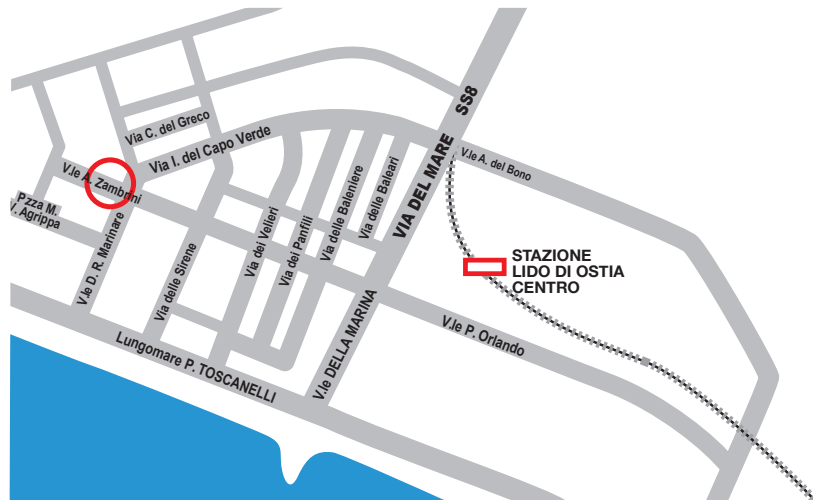 SS8
VIA DEL MARE
Via C. del Greco
Via I. del Capo Verde
V.le A. del Bono
V.le A. Zambrini
Pzza M.
V. Agrippa
V.le D. R. Marinare
Via delle Sirene
Via dei Velieri
Via dei Panfili
Via delle Baleniere
Via delle Baleari
STAZIONE
LIDO DI OSTIA
CENTRO
V.le P. Orlando
V.le DELLA MARINA
Lungomare P. TOSCANELLI